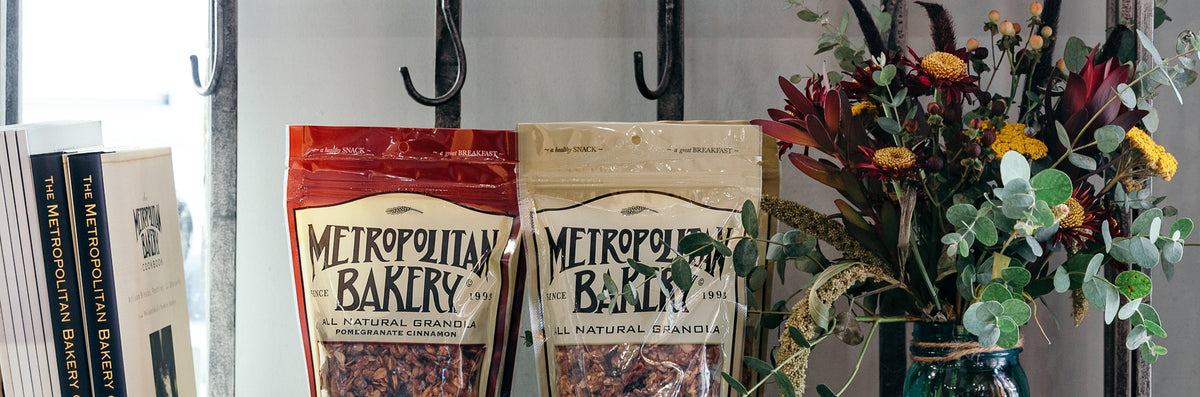 THE METROPOLITAN BAKERY
THE METROPOLITAN BAKERY
the
METROPOLITAN
BAKERY
COOKBOOK
~ a healthy SNACK ~
~ a great BREAKFAST ~
METROPOLITAN
BAKERY
SINCE 1993
ALL NATURAL GRANOLA
POMEGRANATE CINNAMON
~ a healthy SNACK ~
~ a great BREAKFAST ~
METROPOLITAN
BAKERY
SINCE 1993
ALL NATURAL GRANOLA